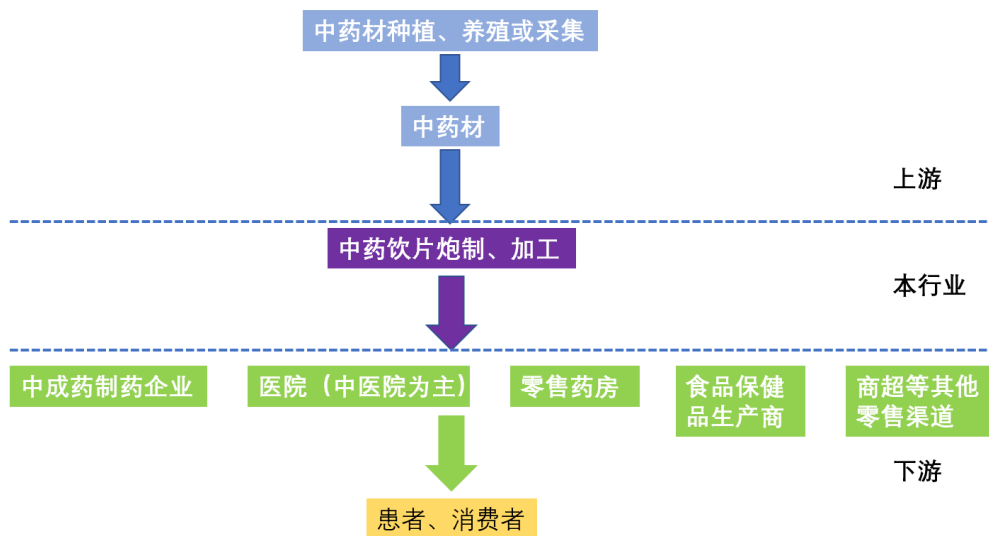 中药材种植、养殖或采集
中药材
上游
中药饮片炮制、加工
本行业
中成药制药企业
医院（中医院为主）
零售药房
食品保健
品生产商
商超等其他
零售渠道
下游
患者、消费者